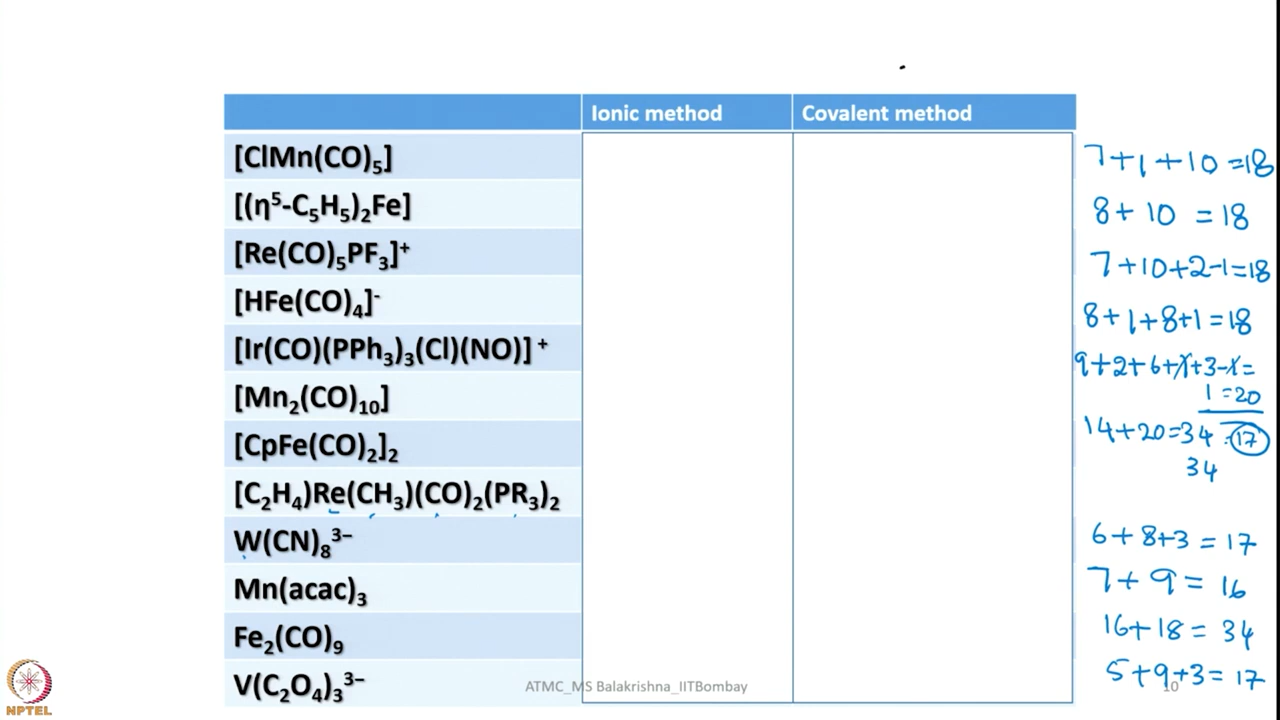 Ionic method Covalent method
[ClMn(CO)₅] 7+1+10=18
[(η⁵-C₅H₅)₂Fe] 8+10 =18
[Re(CO)₅PF₃]⁺ 7+10+2-1=18
[HFe(CO)₄]⁻ 8+1+8+1=18
[Ir(CO)(PPh₃)₃(Cl)(NO)] ⁺ 9+2+6+1+3-1=
1=20
[Mn₂(CO)₁₀] 14+20=34 17
[CpFe(CO)₂]₂ 34
[C₂H₄)Re(CH₃)(CO)₂(PR₃)₂
W(CN)₈³⁻ 6+8+3=17
Mn(acac)₃ 7+9=16
Fe₂(CO)₉ 16+18=34
V(C₂O₄)₃³⁻ 5+9+3=17
NPTEL ATMC_MS Balakrishna_IITBombay 10